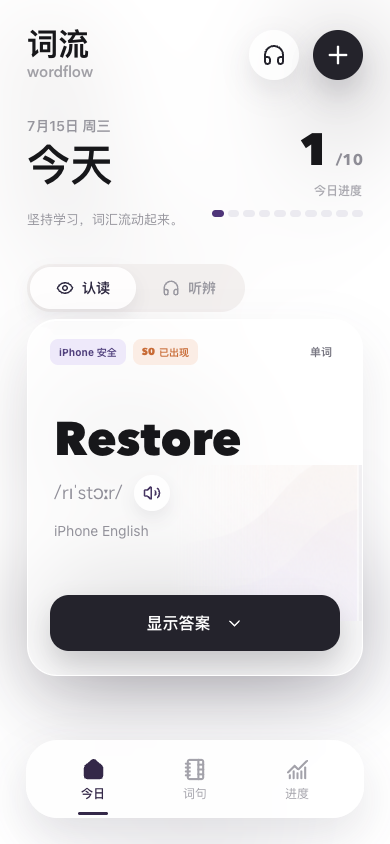 词流
wordflow
7月15日 周三
今天
坚持学习，词汇流动起来。
1 /10
今日进度
认读
听辨
iPhone 安全
SO 已出现
单词
Restore
/rɪˈstɔːr/
iPhone English
显示答案
今日
词句
进度